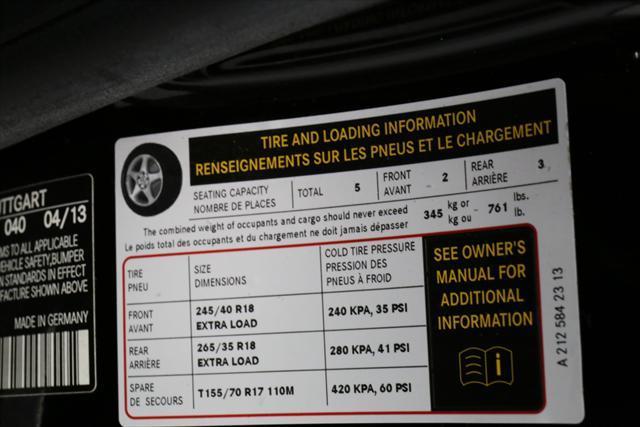 TTGART
040 04/13
MS TO ALL APPLICABLE
EHICLE SAFETY,BUMPER
N STANDARDS IN EFFECT
FACTURE SHOWN ABOVE
MADE IN GERMANY
TIRE AND LOADING INFORMATION
RENSEIGNEMENTS SUR LES PNEUS ET LE CHARGEMENT
SEATING CAPACITY
NOMBRE DE PLACES
TOTAL 5
FRONT
AVANT - 2
REAR
ARRIÈRE 3
The combined weight of occupants and cargo should never exceed
Le poids total des occupants et du chargement ne doit jamais dépasser
345 kg or
kg ou - 761 lbs.
lb.
TIRE
PNEU
SIZE
DIMENSIONS
COLD TIRE PRESSURE
PRESSION DES
PNEUS À FROID
FRONT
AVANT
245/40 R18
EXTRA LOAD
240 KPA, 35 PSI
REAR
ARRIÈRE
265/35 R18
EXTRA LOAD
280 KPA, 41 PSI
SPARE
DE SECOURS
T155/70 R17 110M
420 KPA, 60 PSI
SEE OWNER'S
MANUAL FOR
ADDITIONAL
INFORMATION
A 212 584 23 13